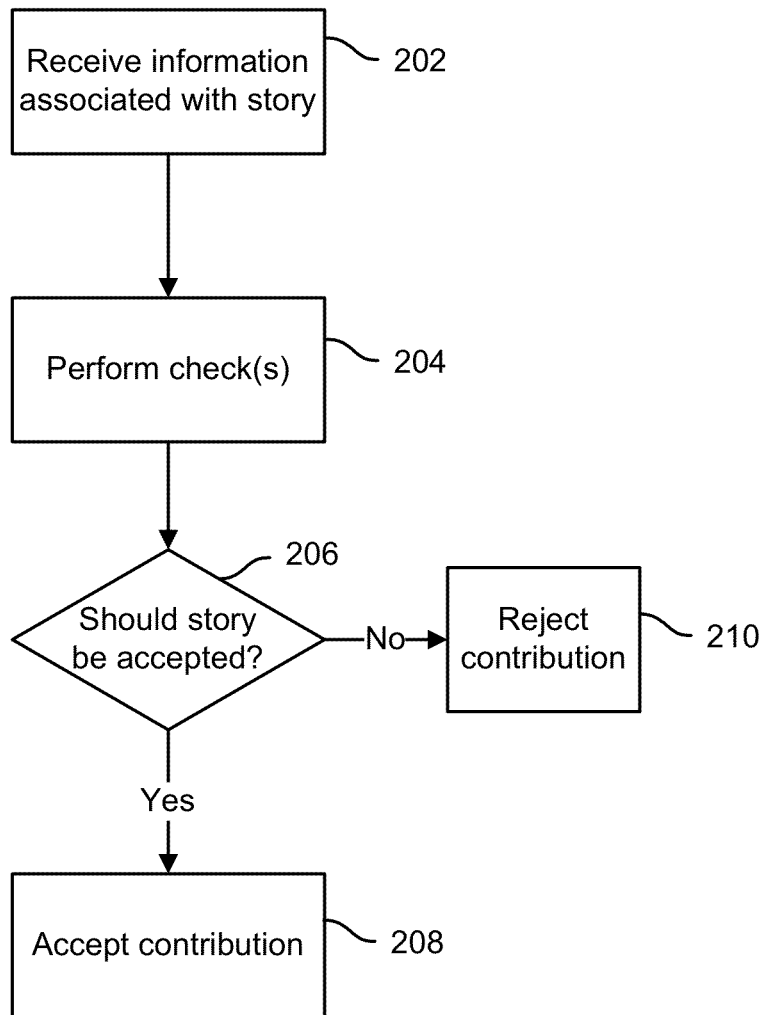 Receive information
associated with story
202
Perform check(s)
204
206
Should story
be accepted?
No
Reject
contribution
210
Yes
Accept contribution
208